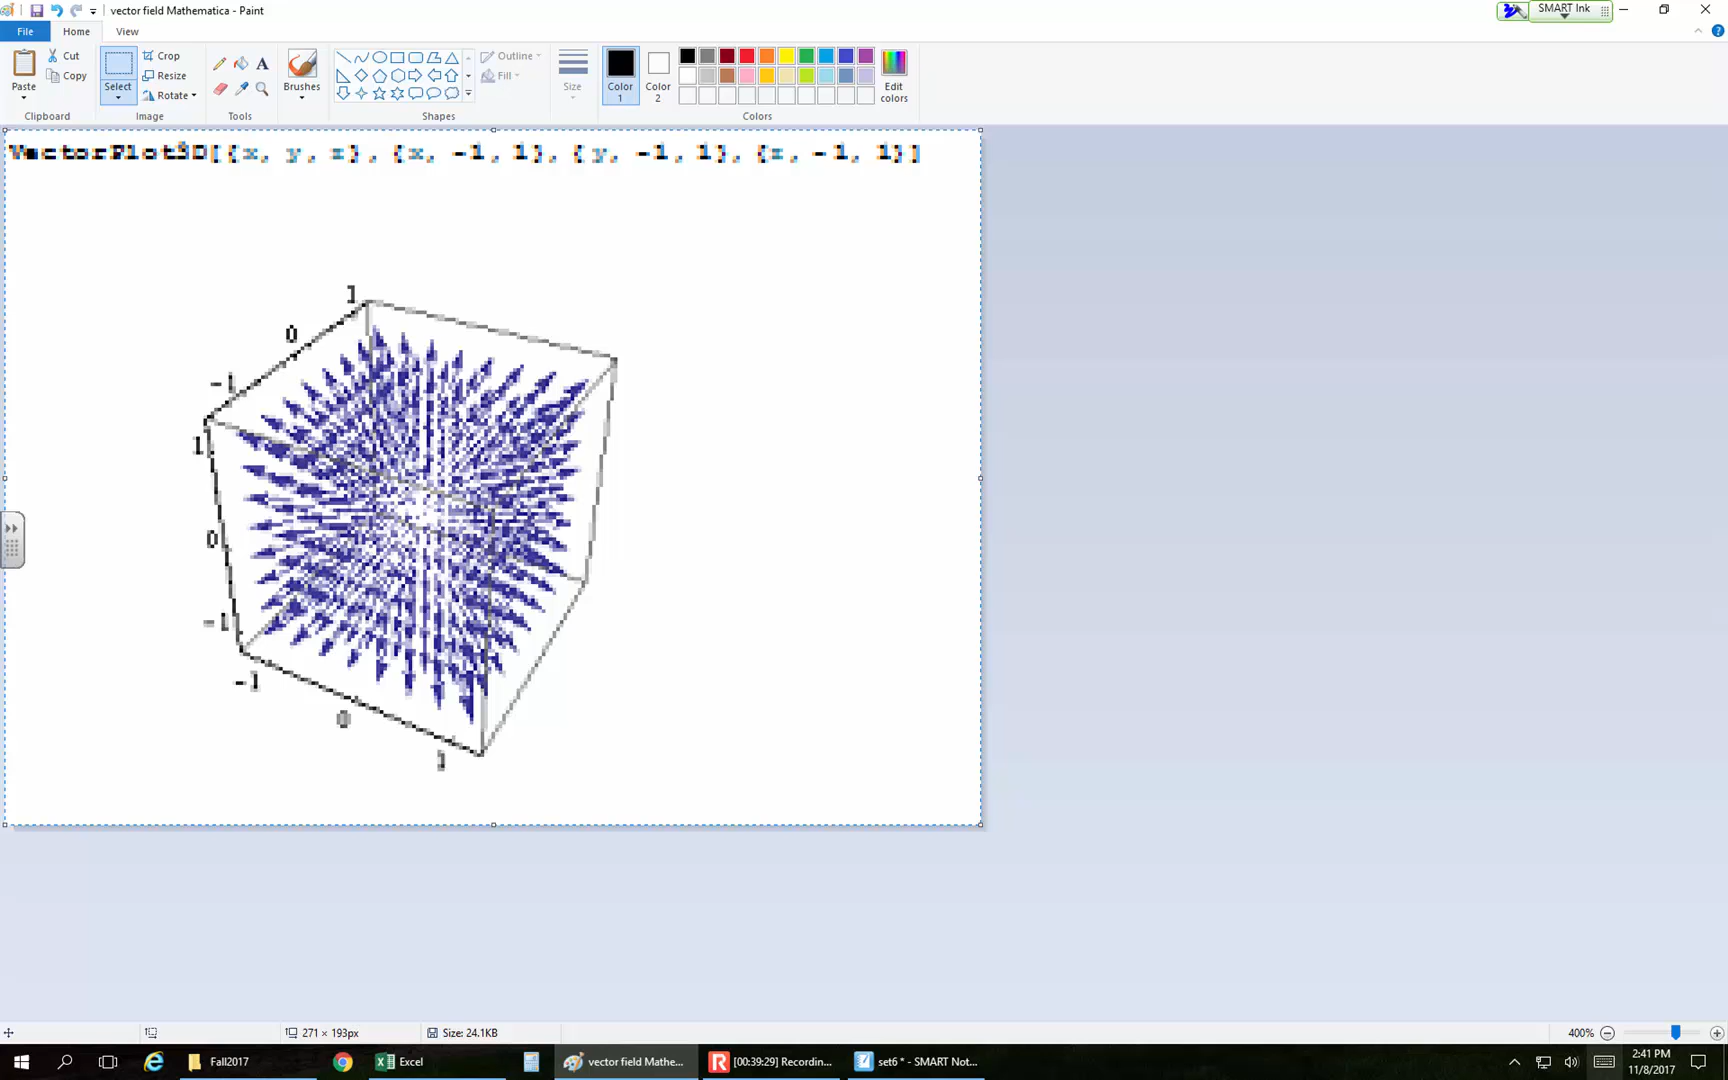 vector field Mathematica - Paint
SMART Ink
File Home View
Cut
Copy
Paste
Clipboard
Select
Crop
Resize
Rotate
Image
Tools
Brushes
Outline
Fill
Shapes
Size
Color 1
Color 2
Edit colors
Colors
VectorPlot3D[{x, y, z}, {x, -1, 1}, {y, -1, 1}, {z, -1, 1}]
1
0
-1
1
0
-1
-1
0
1
271 × 193px
Size: 24.1KB
400%
Fall2017
Excel
vector field Mathe...
[00:39:29] Recordin...
set6 * - SMART Not...
2:41 PM
11/8/2017